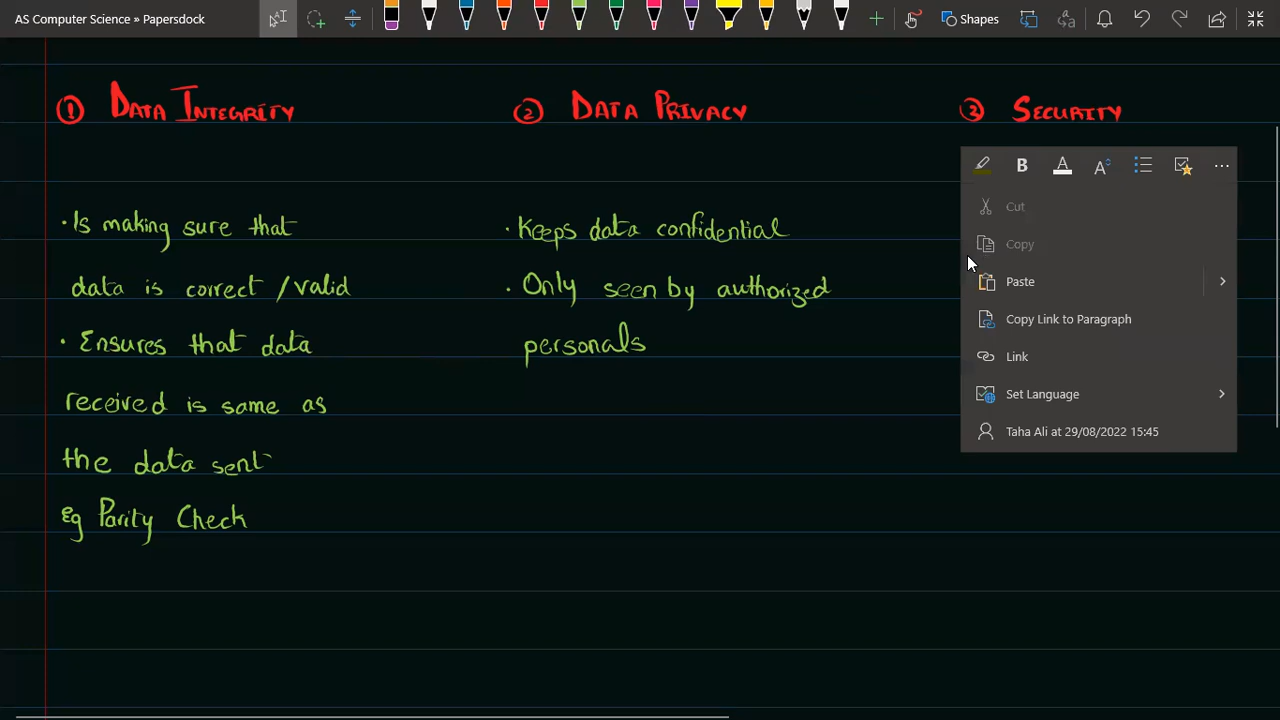 AS Computer Science » Papersdock
Shapes
① DATA INTEGRITY
② DATA PRIVACY
③ SECURITY
· Is making sure that
data is correct / valid
· Ensures that data
received is same as
the data sent
eg Parity Check
· Keeps data confidential
· Only seen by authorized
personals
B A A ...
Cut
Copy
Paste
Copy Link to Paragraph
Link
Set Language
Taha Ali at 29/08/2022 15:45